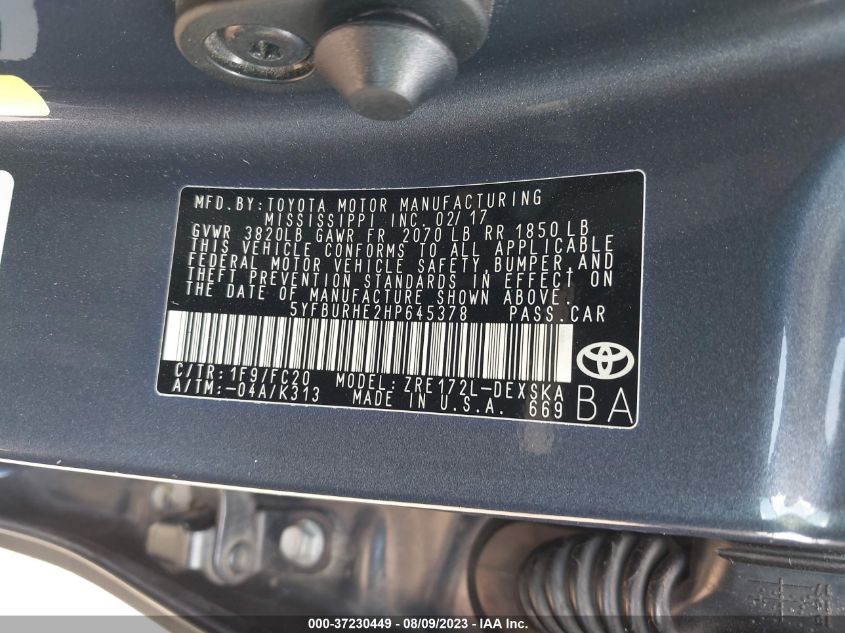 MFD.BY:TOYOTA MOTOR MANUFACTURING
MISSISSIPPI INC. 02/17
GVWR 3820LB GAWR FR 2070 LB RR 1850 LB
THIS VEHICLE CONFORMS TO ALL APPLICABLE
FEDERAL MOTOR VEHICLE SAFETY,BUMPER,AND
THEFT PREVENTION STANDARDS IN EFFECT ON
THE DATE OF MANUFACTURE SHOWN ABOVE.
5YFBURHE2HP645378 PASS.CAR
C/TR:1F9/FC20 MODEL:ZRE172L-DEXSKA
A/TM:-04A/K313 MADE IN U.S.A. 669
BA
000-37230449 - 08/09/2023 - IAA Inc.